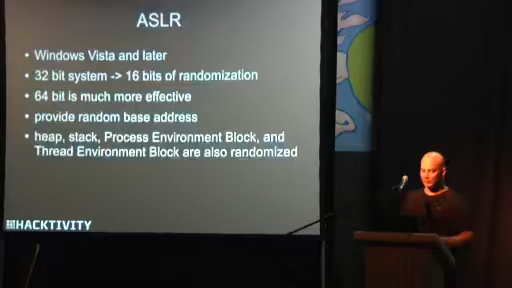 ASLR
• Windows Vista and later
• 32 bit system -> 16 bits of randomization
• 64 bit is much more effective
• provide random base address
• heap, stack, Process Environment Block, and
Thread Environment Block are also randomized
HACKTIVITY